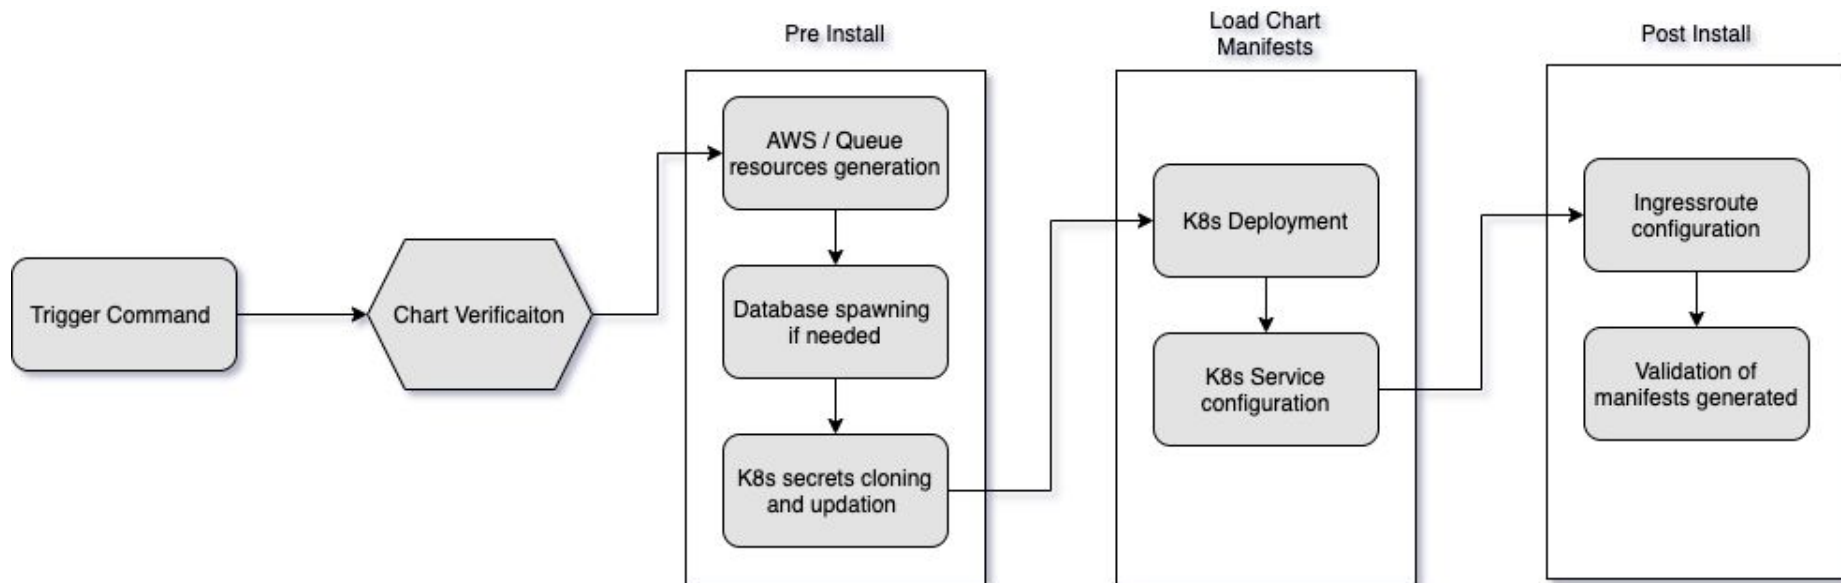 Pre Install
AWS / Queue
resources generation
Database spawning
if needed
K8s secrets cloning
and updation
Load Chart
Manifests
K8s Deployment
K8s Service
configuration
Post Install
Ingressroute
configuration
Validation of
manifests generated
Trigger Command
Chart Verificaiton